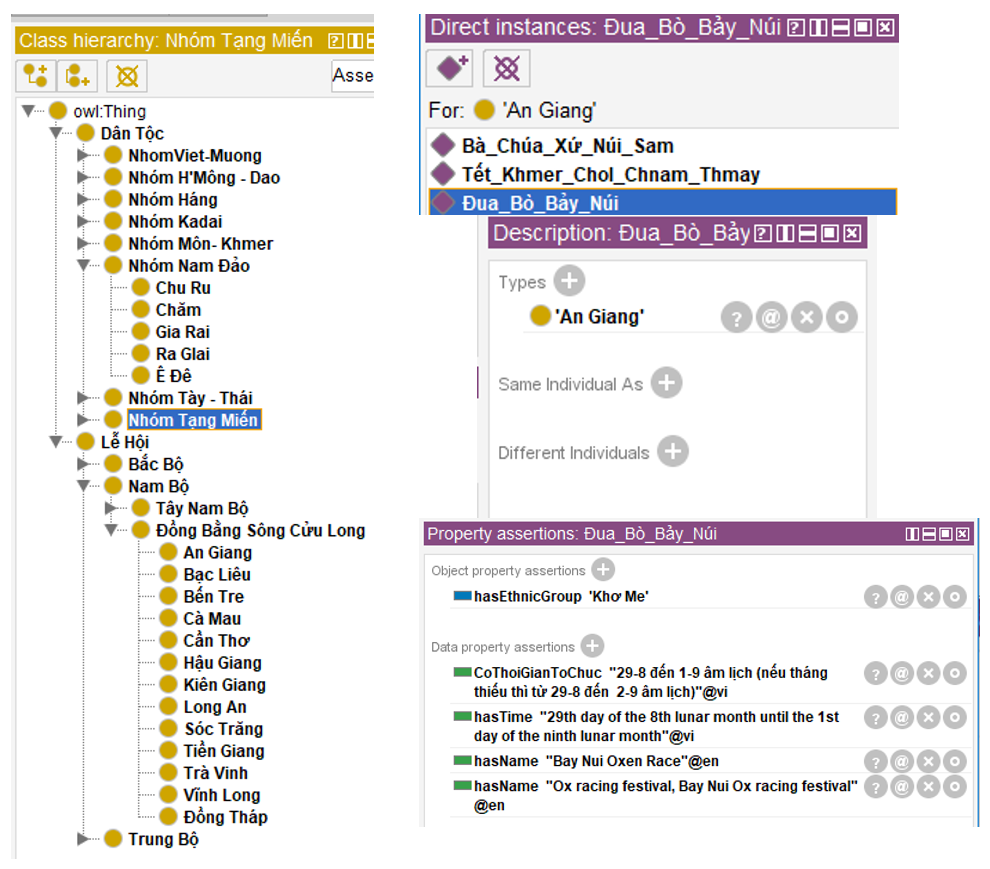 Class hierarchy: Nhóm Tạng Miến
Asse
owl:Thing
Dân Tộc
NhomViet-Muong
Nhóm H'Mông - Dao
Nhóm Háng
Nhóm Kadai
Nhóm Môn- Khmer
Nhóm Nam Đảo
Chu Ru
Chăm
Gia Rai
Ra Glai
Ê Đê
Nhóm Tày - Thái
Nhóm Tạng Miến
Lễ Hội
Bắc Bộ
Nam Bộ
Tây Nam Bộ
Đồng Bằng Sông Cửu Long
An Giang
Bạc Liêu
Bến Tre
Cà Mau
Cần Thơ
Hậu Giang
Kiên Giang
Long An
Sóc Trăng
Tiền Giang
Trà Vinh
Vĩnh Long
Đồng Tháp
Trung Bộ
Direct instances: Đua_Bò_Bảy_Núi
For: 'An Giang'
Bà_Chúa_Xứ_Núi_Sam
Tết_Khmer_Chol_Chnam_Thmay
Đua_Bò_Bảy_Núi
Description: Đua_Bò_Bảy
Types
'An Giang'
Same Individual As
Different Individuals
Property assertions: Đua_Bò_Bảy_Núi
Object property assertions
hasEthnicGroup 'Khơ Me'
Data property assertions
CoThoiGianToChuc "29-8 đến 1-9 âm lịch (nếu tháng
thiếu thì từ 29-8 đến 2-9 âm lịch)"@vi
hasTime "29th day of the 8th lunar month until the 1st
day of the ninth lunar month"@vi
hasName "Bay Nui Oxen Race"@en
hasName "Ox racing festival, Bay Nui Ox racing festival"
@en